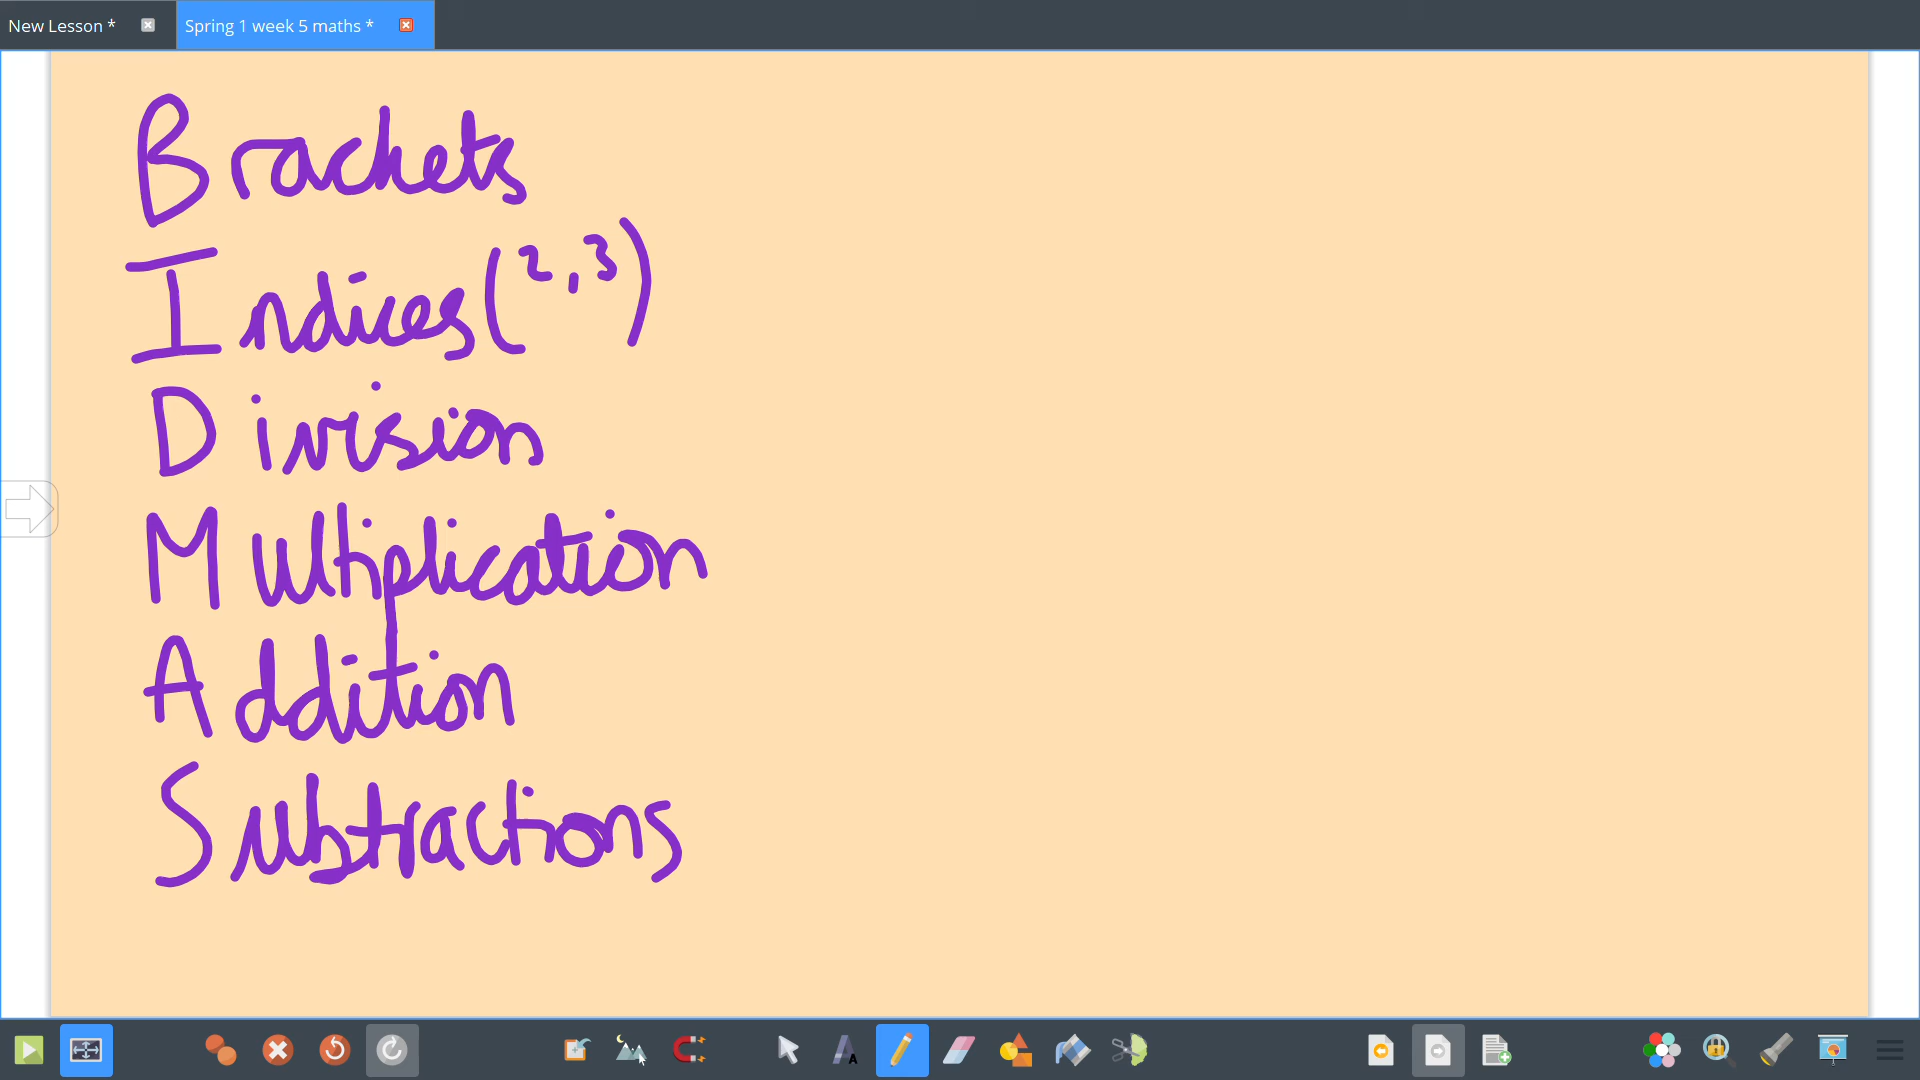 New Lesson * Spring 1 week 5 maths *
Brackets
Indices (², ³)
Division
Multiplication
Addition
Subtractions